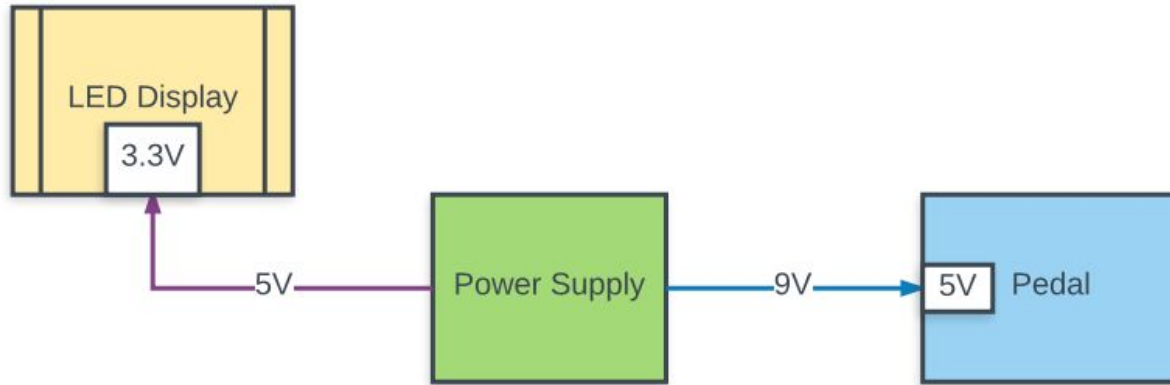 LED Display
3.3V
5V
Power Supply
9V
5V
Pedal